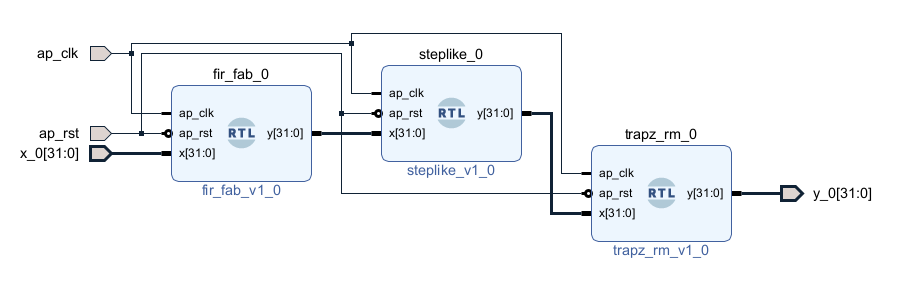 ap_clk
ap_rst
x_0[31:0]
fir_fab_0
ap_clk
ap_rst
x[31:0]
RTL
y[31:0]
fir_fab_v1_0
steplike_0
ap_clk
ap_rst
x[31:0]
RTL
y[31:0]
steplike_v1_0
trapz_rm_0
ap_clk
ap_rst
x[31:0]
RTL
y[31:0]
trapz_rm_v1_0
y_0[31:0]